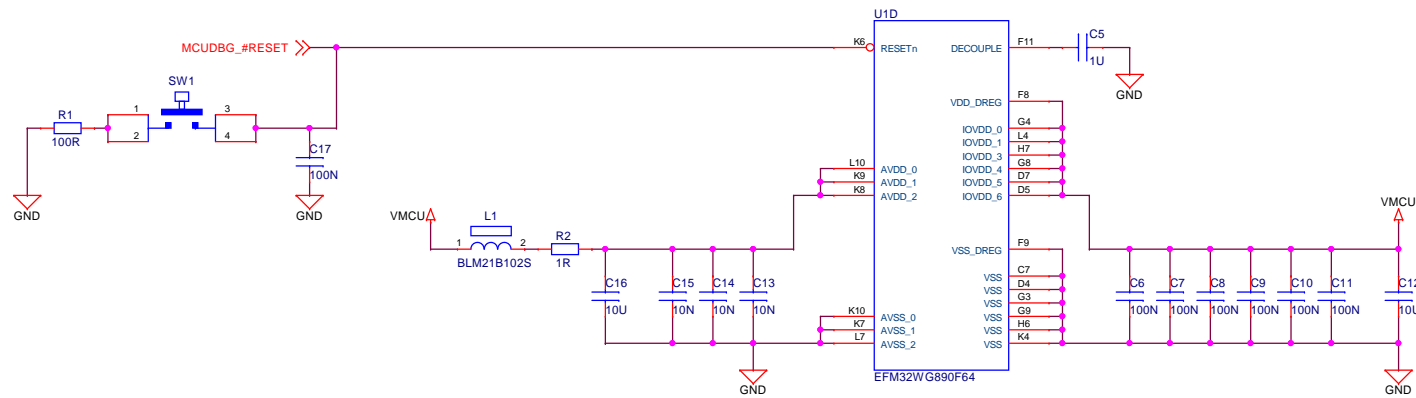 U1D
MCUDBG_#RESET
K6
RESETn
DECOUPLE
F11
C5
1U
GND
SW1
R1
100R
1
2
3
4
C17
100N
GND
GND
VDD_DREG
F8
IOVDD_0
G4
IOVDD_1
L4
IOVDD_3
H7
IOVDD_4
G8
IOVDD_5
D7
IOVDD_6
D5
L10
AVDD_0
K9
AVDD_1
K8
AVDD_2
VMCU
L1
1
2
BLM21B102S
R2
1R
C16
10U
C15
10N
C14
10N
C13
10N
VSS_DREG
F9
VSS
C7
VSS
D4
VSS
G3
VSS
G9
VSS
H6
VSS
K4
K10
AVSS_0
K7
AVSS_1
L7
AVSS_2
GND
EFM32WG890F64
VMCU
C6
100N
C7
100N
C8
100N
C9
100N
C10
100N
C11
100N
C12
10U
GND